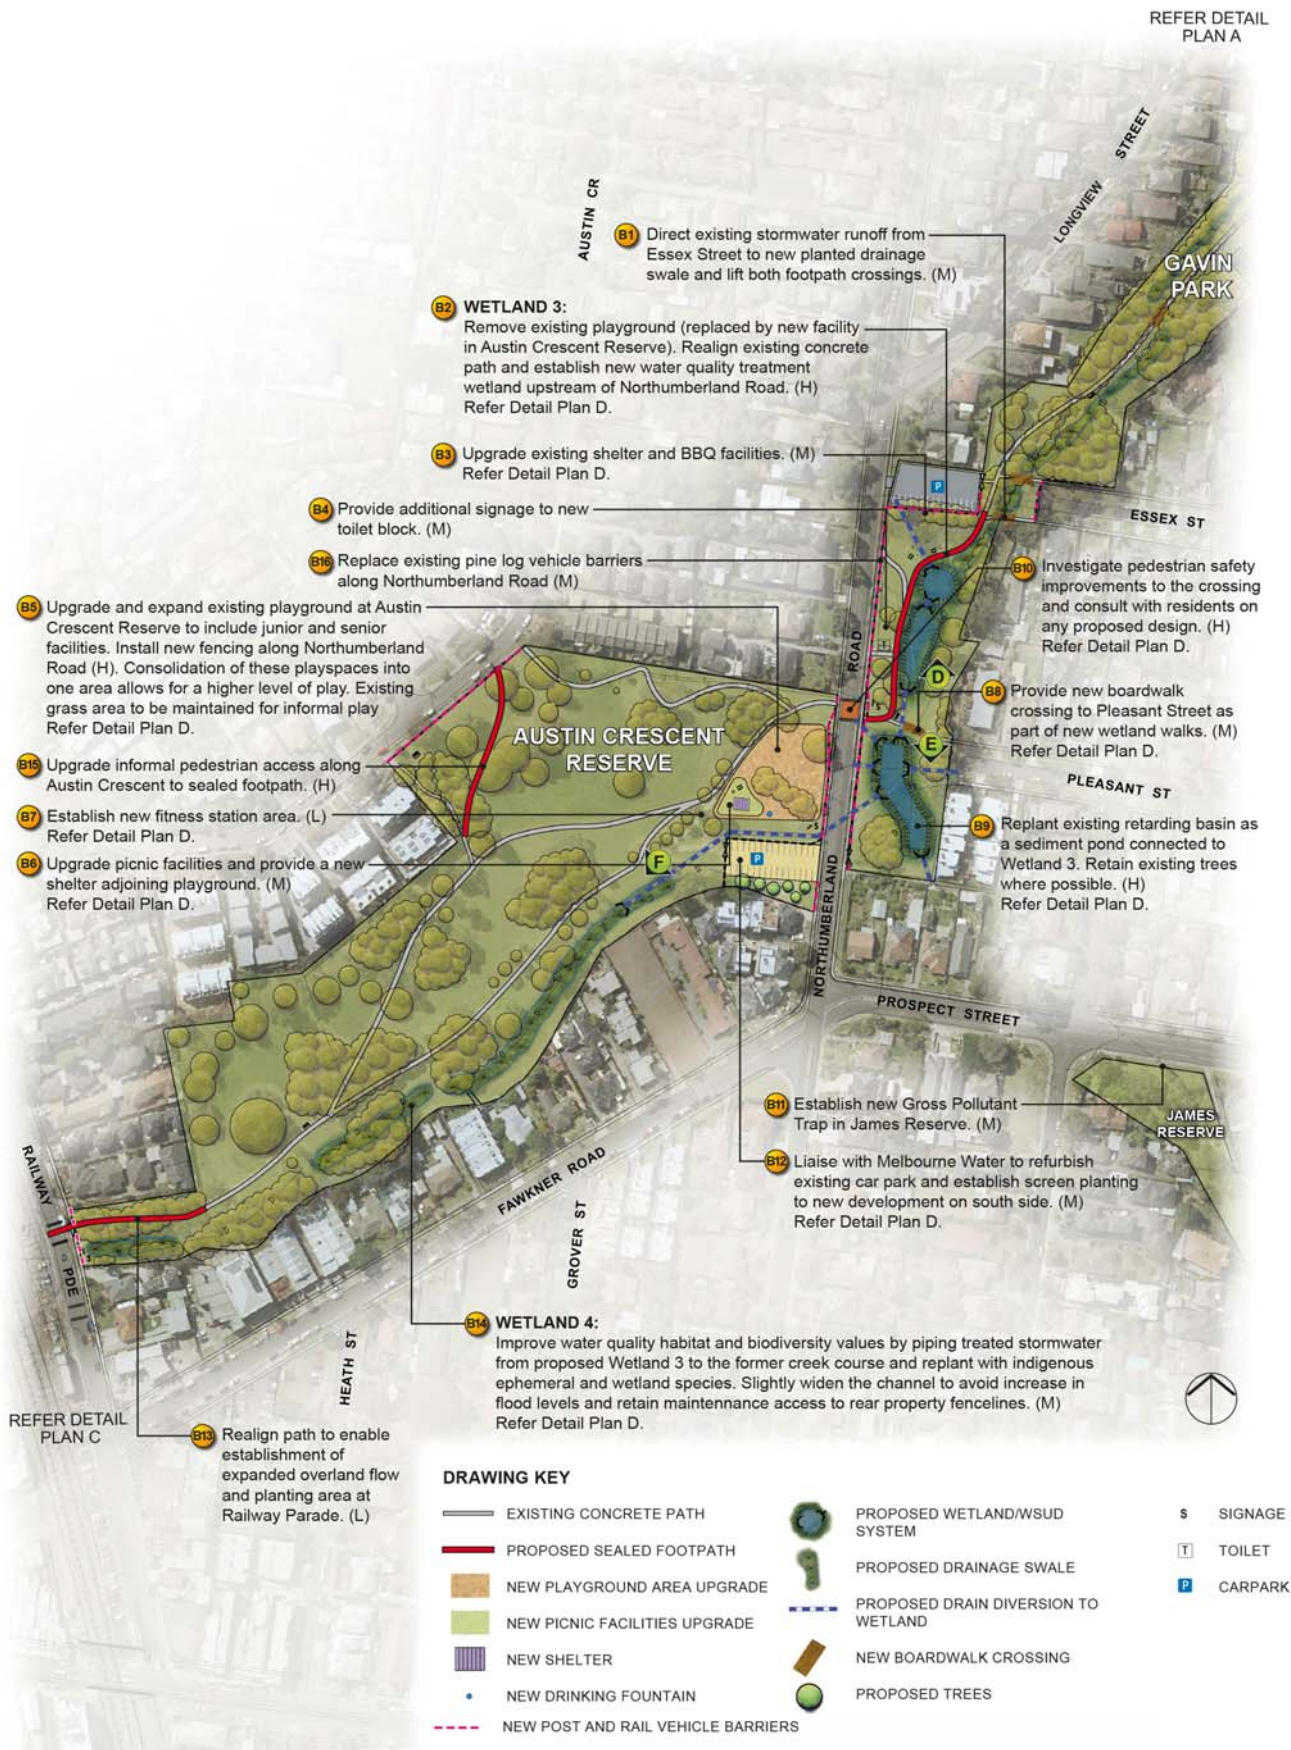 REFER DETAIL
PLAN A
LONGVIEW STREET
AUSTIN CR
GAVIN
PARK
B1 Direct existing stormwater runoff from
Essex Street to new planted drainage
swale and lift both footpath crossings. (M)
B2 WETLAND 3:
Remove existing playground (replaced by new facility
in Austin Crescent Reserve). Realign existing concrete
path and establish new water quality treatment
wetland upstream of Northumberland Road. (H)
Refer Detail Plan D.
B3 Upgrade existing shelter and BBQ facilities. (M)
Refer Detail Plan D.
P
B4 Provide additional signage to new
toilet block. (M)
ESSEX ST
B16 Replace existing pine log vehicle barriers
along Northumberland Road (M)
B10 Investigate pedestrian safety
improvements to the crossing
and consult with residents on
any proposed design. (H)
Refer Detail Plan D.
B5 Upgrade and expand existing playground at Austin
Crescent Reserve to include junior and senior
facilities. Install new fencing along Northumberland
Road (H). Consolidation of these playspaces into
one area allows for a higher level of play. Existing
grass area to be maintained for informal play
Refer Detail Plan D.
T
D
B8 Provide new boardwalk
crossing to Pleasant Street as
part of new wetland walks. (M)
Refer Detail Plan D.
AUSTIN CRESCENT
RESERVE
E
B15 Upgrade informal pedestrian access along
Austin Crescent to sealed footpath. (H)
PLEASANT ST
B7 Establish new fitness station area. (L)
Refer Detail Plan D.
B9 Replant existing retarding basin as
a sediment pond connected to
Wetland 3. Retain existing trees
where possible. (H)
Refer Detail Plan D.
B6 Upgrade picnic facilities and provide a new
shelter adjoining playground. (M)
Refer Detail Plan D.
F
P
NORTHUMBERLAND ROAD
PROSPECT STREET
B11 Establish new Gross Pollutant
Trap in James Reserve. (M)
JAMES
RESERVE
B12 Liaise with Melbourne Water to refurbish
existing car park and establish screen planting
to new development on south side. (M)
Refer Detail Plan D.
RAILWAY PDE
FAWKNER ROAD
GROVER ST
HEATH ST
B14 WETLAND 4:
Improve water quality habitat and biodiversity values by piping treated stormwater
from proposed Wetland 3 to the former creek course and replant with indigenous
ephemeral and wetland species. Slightly widen the channel to avoid increase in
flood levels and retain maintennance access to rear property fencelines. (M)
Refer Detail Plan D.
REFER DETAIL
PLAN C
B13 Realign path to enable
establishment of
expanded overland flow
and planting area at
Railway Parade. (L)
DRAWING KEY
EXISTING CONCRETE PATH
PROPOSED SEALED FOOTPATH
NEW PLAYGROUND AREA UPGRADE
NEW PICNIC FACILITIES UPGRADE
NEW SHELTER
NEW DRINKING FOUNTAIN
NEW POST AND RAIL VEHICLE BARRIERS
PROPOSED WETLAND/WSUD
SYSTEM
PROPOSED DRAINAGE SWALE
PROPOSED DRAIN DIVERSION TO
WETLAND
NEW BOARDWALK CROSSING
PROPOSED TREES
S SIGNAGE
T TOILET
P CARPARK